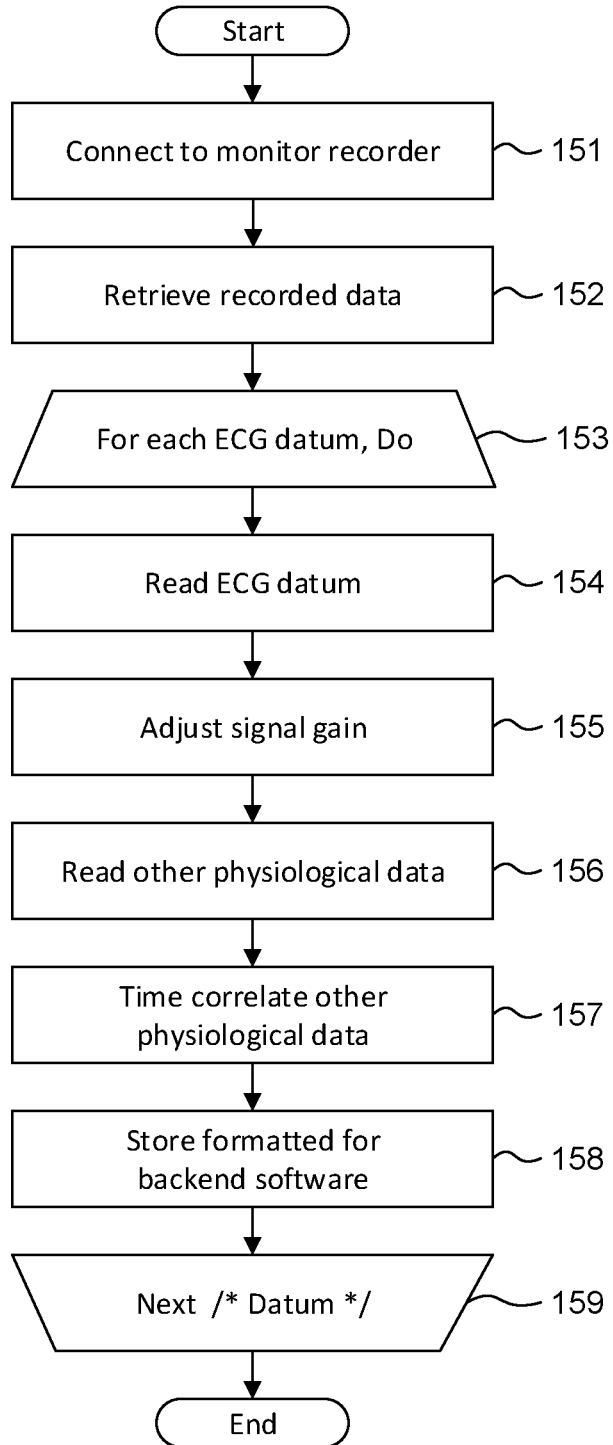 Start
Connect to monitor recorder
151
Retrieve recorded data
152
For each ECG datum, Do
153
Read ECG datum
154
Adjust signal gain
155
Read other physiological data
156
Time correlate other
physiological data
157
Store formatted for
backend software
158
Next /* Datum */
159
End